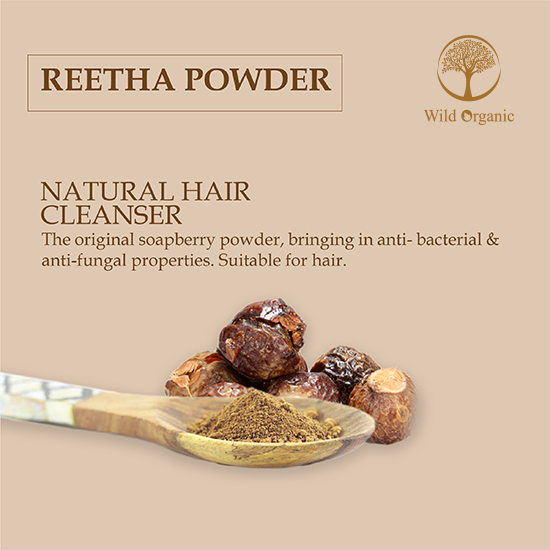 REETHA POWDER
Wild Organic
NATURAL HAIR
CLEANSER
The original soapberry powder, bringing in anti- bacterial &
anti-fungal properties. Suitable for hair.